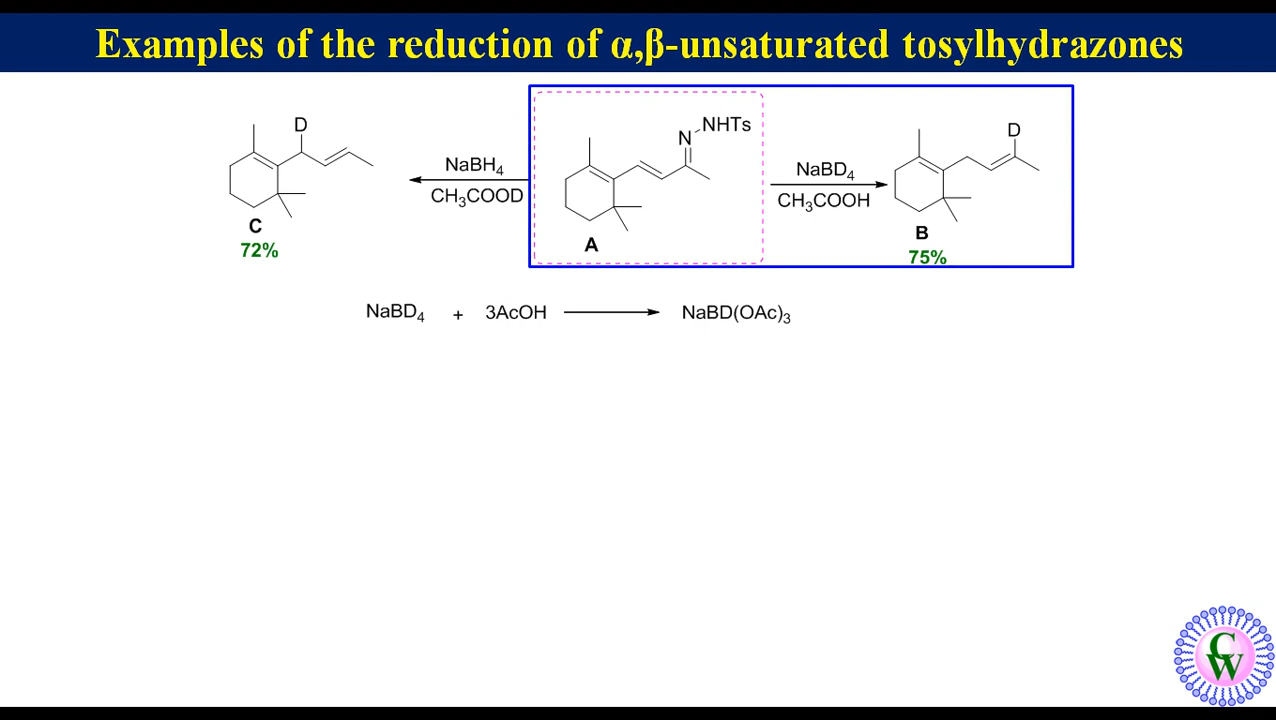 Examples of the reduction of α,β-unsaturated tosylhydrazones
D
C
72%
NaBH₄
CH₃COOD
N
NHTs
A
NaBD₄
CH₃COOH
D
B
75%
NaBD₄ + 3AcOH NaBD(OAc)₃
CW